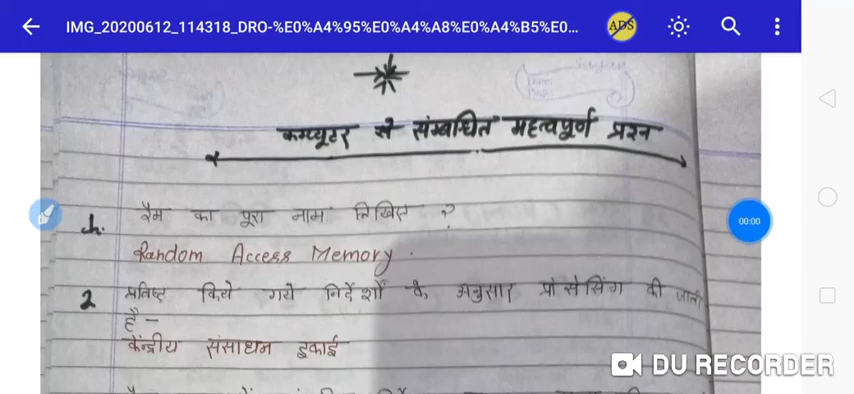 IMG_20200612_114318_DRO-%E0%A4%95%E0%A4%A8%E0%A4%B5%E0...
ADS
कम्प्यूटर से संम्बाधित महत्वपूर्ण प्रश्न
1. रैम का पूरा नाम लिखिए ?
00:00
Random Access Memory.
2 प्रविष्ट किये गये निर्देशों के अनुसार प्रोसेसिंग की जाती
है -
केंन्द्रीय संसाधन इकाई
DU RECORDER